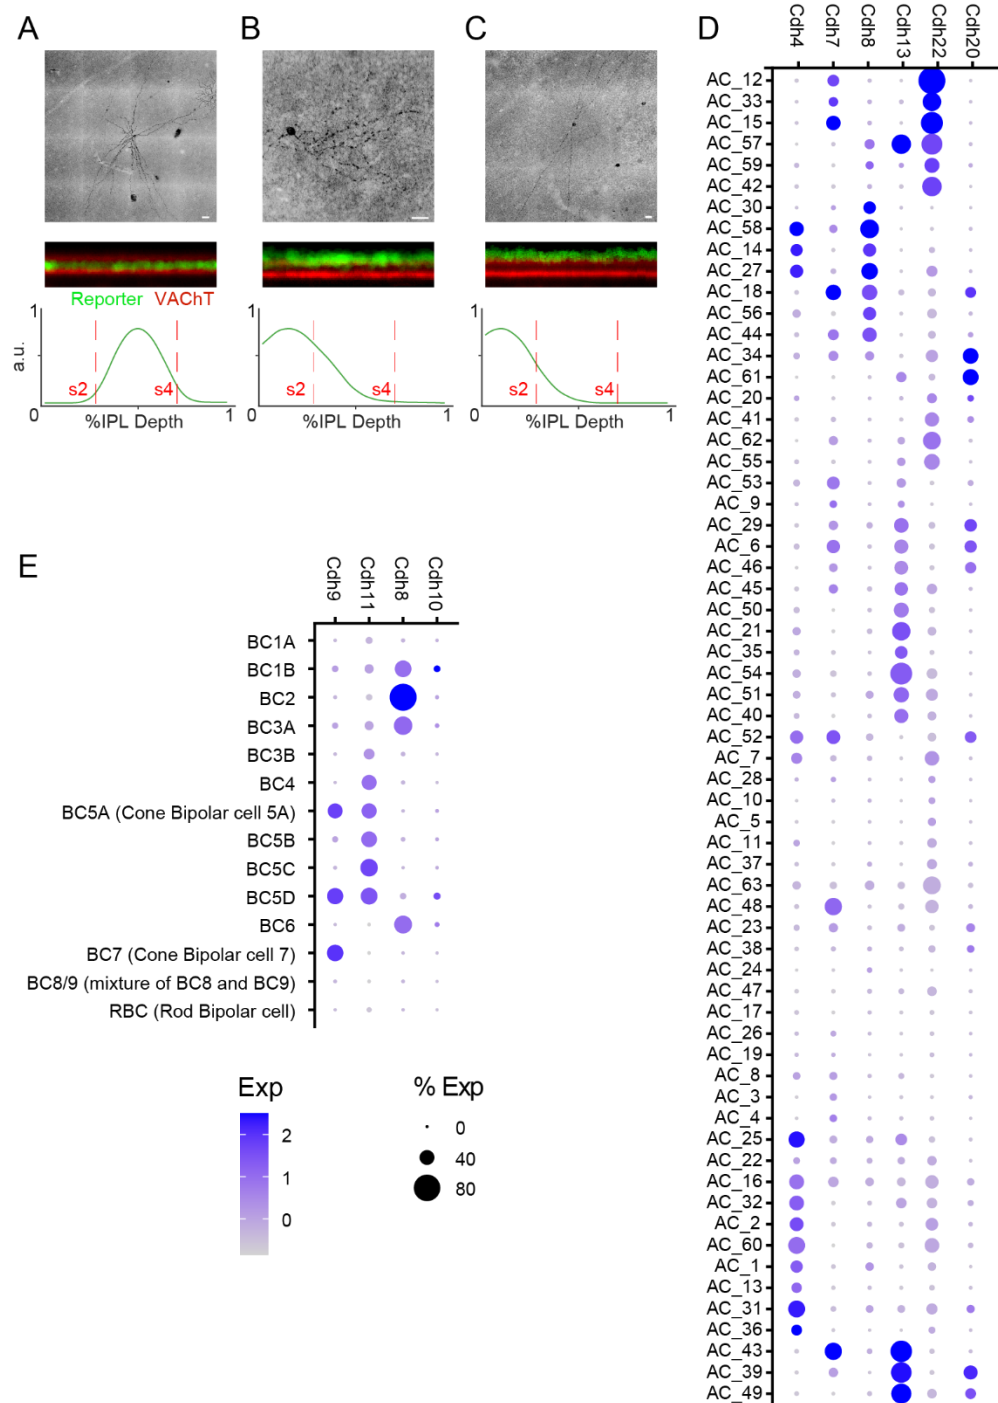 A
B
C
Reporter VAChT
1
a.u.
s2
s4
0
1
%IPL Depth
s2
s4
0
1
%IPL Depth
s2
s4
0
1
%IPL Depth
D
Cdh4
Cdh7
Cdh8
Cdh13
Cdh22
Cdh20
AC_12
AC_33
AC_15
AC_57
AC_59
AC_42
AC_30
AC_58
AC_14
AC_27
AC_18
AC_56
AC_44
AC_34
AC_61
AC_20
AC_41
AC_62
AC_55
AC_53
AC_9
AC_29
AC_6
AC_46
AC_45
AC_50
AC_21
AC_35
AC_54
AC_51
AC_40
AC_52
AC_7
AC_28
AC_10
AC_5
AC_11
AC_37
AC_63
AC_48
AC_23
AC_38
AC_24
AC_47
AC_17
AC_26
AC_19
AC_8
AC_3
AC_4
AC_25
AC_22
AC_16
AC_32
AC_2
AC_60
AC_1
AC_13
AC_31
AC_36
AC_43
AC_39
AC_49
E
Cdh9
Cdh11
Cdh8
Cdh10
BC1A
BC1B
BC2
BC3A
BC3B
BC4
BC5A (Cone Bipolar cell 5A)
BC5B
BC5C
BC5D
BC6
BC7 (Cone Bipolar cell 7)
BC8/9 (mixture of BC8 and BC9)
RBC (Rod Bipolar cell)
Exp
2
1
0
% Exp
0
40
80